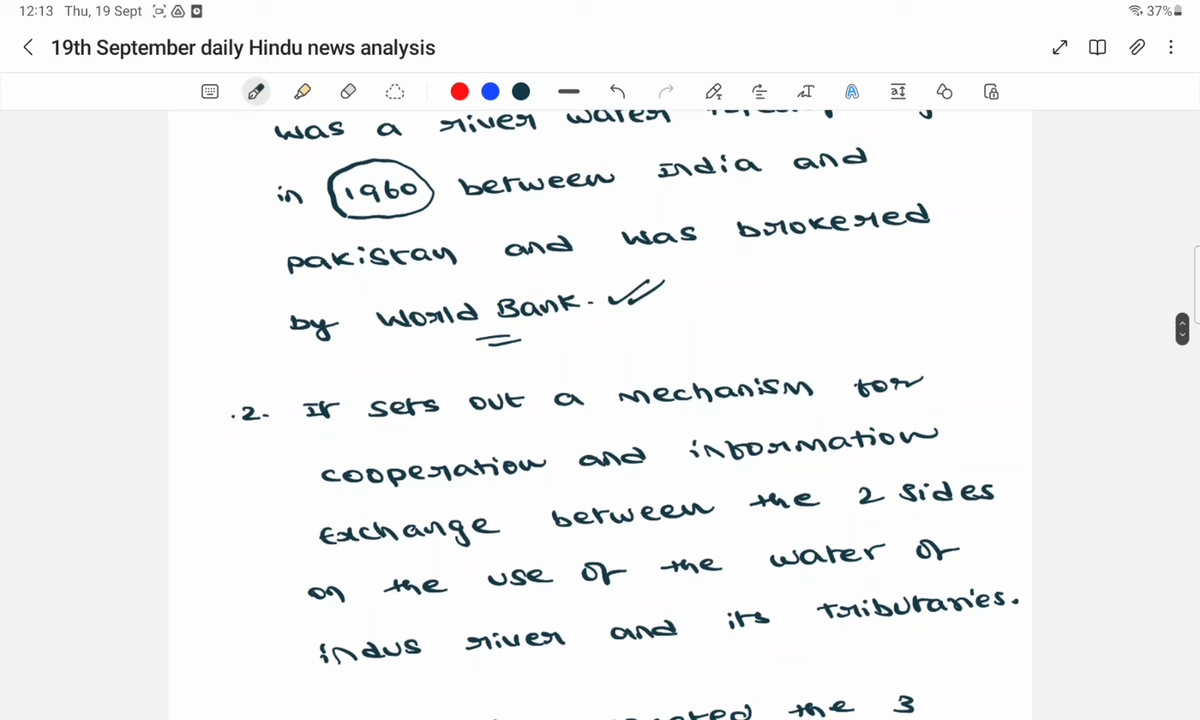 12:13 Thu, 19 Sept
37%
19th September daily Hindu news analysis
was a river water
in 1960 between India and
pakistan and was brokered
by World Bank.
.2. It sets out a mechanism for
cooperation and information
Exchange between the 2 sides
on the use of the water of
indus river and its Tributaries.
the 3